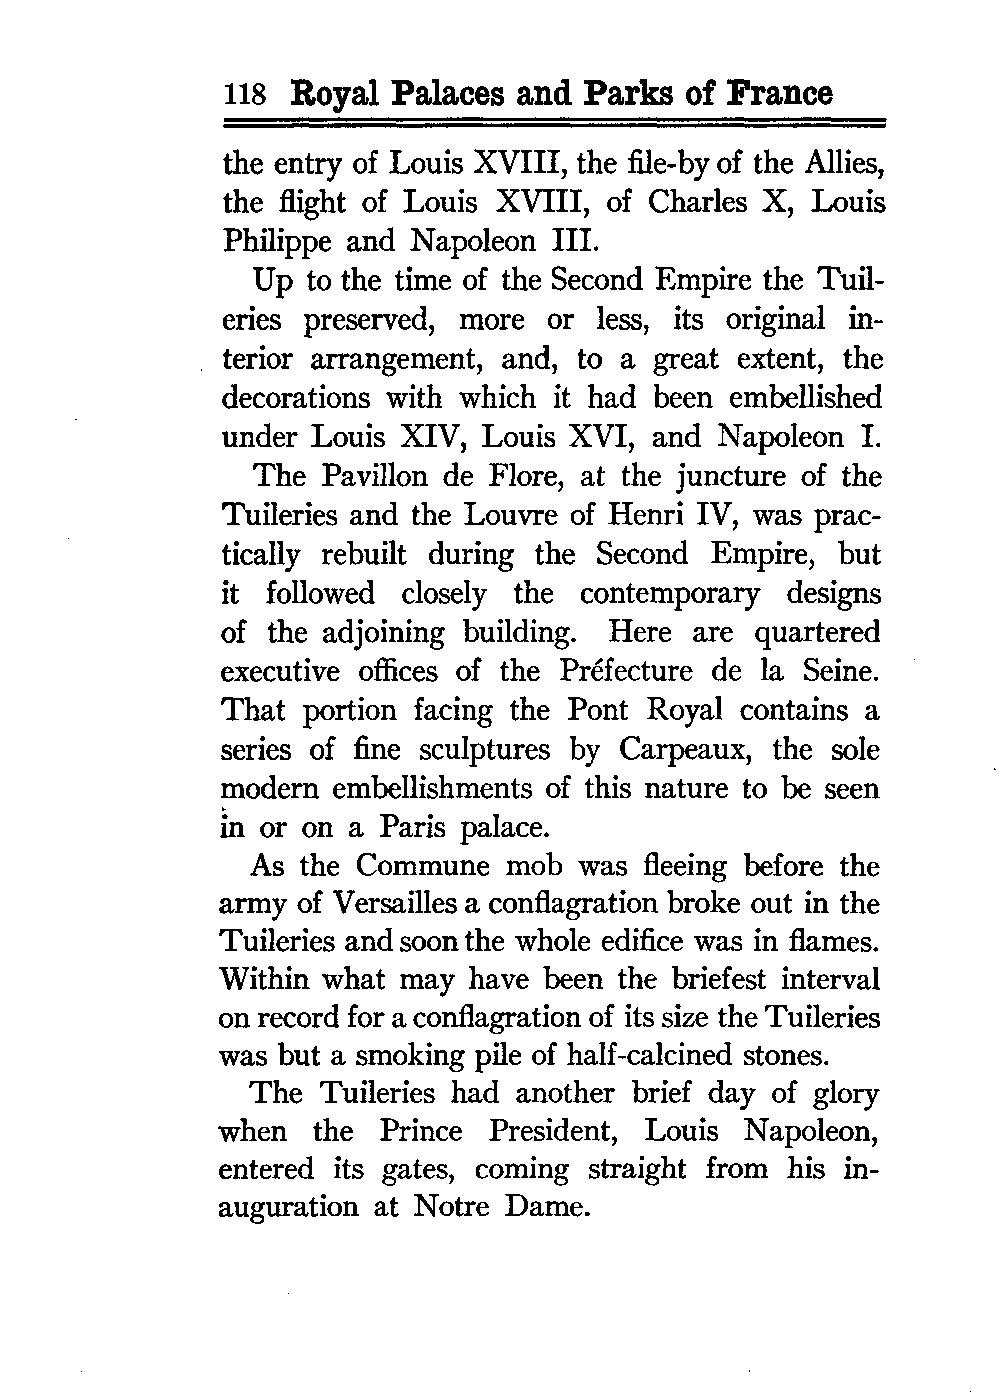 118 Royal Palaces and Parks of France
the entry of Louis XVIII, the file-by of the Allies,
the flight of Louis XVIII, of Charles X, Louis
Philippe and Napoleon III.
Up to the time of the Second Empire the Tuil-
eries preserved, more or less, its original in-
terior arrangement, and, to a great extent, the
decorations with which it had been embellished
under Louis XIV, Louis XVI, and Napoleon I.
The Pavillon de Flore, at the juncture of the
Tuileries and the Louvre of Henri IV, was prac-
tically rebuilt during the Second Empire, but
it followed closely the contemporary designs
of the adjoining building. Here are quartered
executive offices of the Préfecture de la Seine.
That portion facing the Pont Royal contains a
series of fine sculptures by Carpeaux, the sole
modern embellishments of this nature to be seen
in or on a Paris palace.
As the Commune mob was fleeing before the
army of Versailles a conflagration broke out in the
Tuileries and soon the whole edifice was in flames.
Within what may have been the briefest interval
on record for a conflagration of its size the Tuileries
was but a smoking pile of half-calcined stones.
The Tuileries had another brief day of glory
when the Prince President, Louis Napoleon,
entered its gates, coming straight from his in-
auguration at Notre Dame.